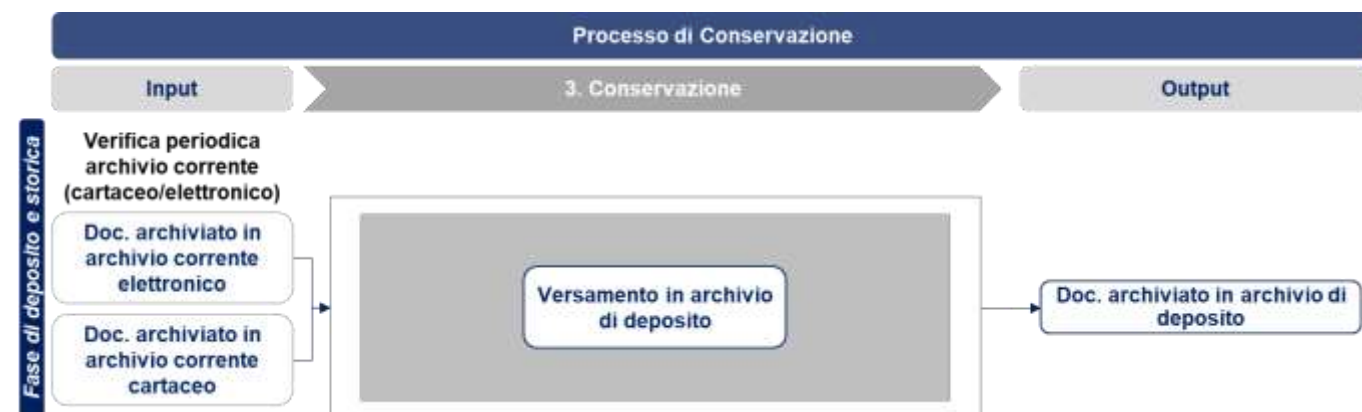 Processo di Conservazione
Input
3. Conservazione
Output
Fase di deposito e storica
Verifica periodica
archivio corrente
(cartaceo/elettronico)
Doc. archiviato in
archivio corrente
elettronico
Doc. archiviato in
archivio corrente
cartaceo
Versamento in archivio
di deposito
Doc. archiviato in archivio di
deposito